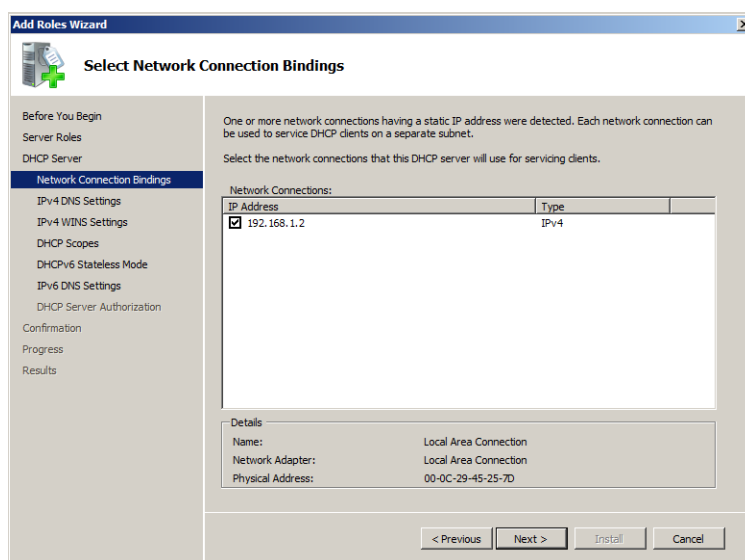 Add Roles Wizard
Select Network Connection Bindings
Before You Begin
Server Roles
DHCP Server
Network Connection Bindings
IPv4 DNS Settings
IPv4 WINS Settings
DHCP Scopes
DHCPv6 Stateless Mode
IPv6 DNS Settings
DHCP Server Authorization
Confirmation
Progress
Results
One or more network connections having a static IP address were detected. Each network connection can
be used to service DHCP clients on a separate subnet.
Select the network connections that this DHCP server will use for servicing clients.
Network Connections:
IP Address Type
192.168.1.2 IPv4
Details
Name: Local Area Connection
Network Adapter: Local Area Connection
Physical Address: 00-0C-29-45-25-7D
< Previous Next > Install Cancel